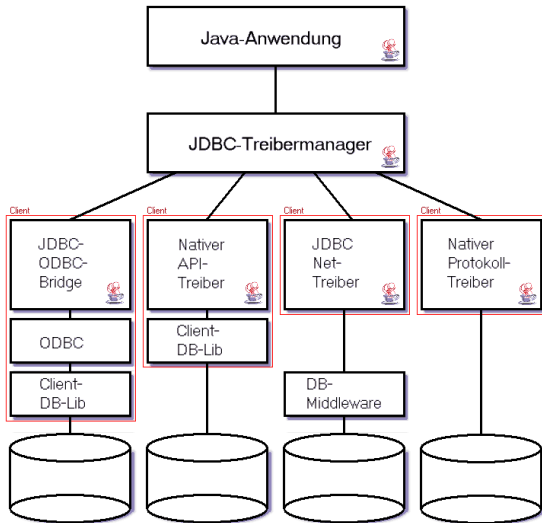 Java-Anwendung
JDBC-Treibermanager
Client
JDBC-
ODBC-
Bridge
ODBC
Client-
DB-Lib
Client
Nativer
API-
Treiber
Client-
DB-Lib
Client
JDBC
Net-
Treiber
DB-
Middleware
Client
Nativer
Protokoll-
Treiber